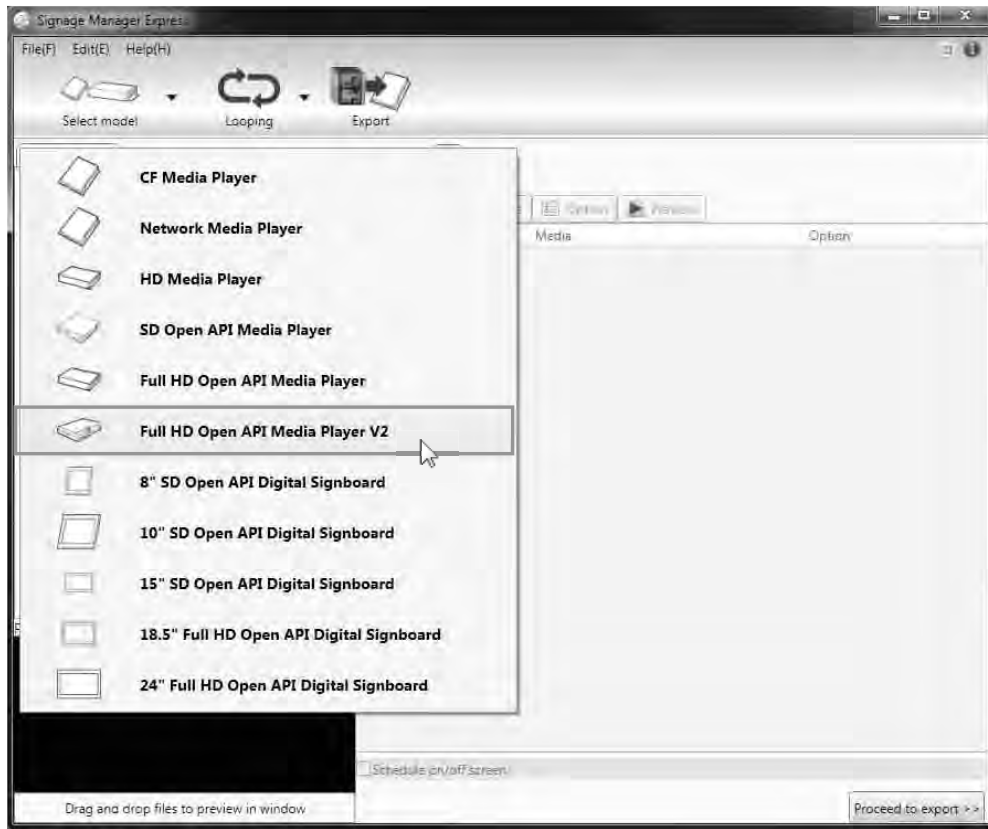 Signage Manager Expres
File(F) Edit(E) Help(H)
Select model Looping Export
CF Media Player
Network Media Player
HD Media Player
SD Open API Media Player
Full HD Open API Media Player
Full HD Open API Media Player V2
8" SD Open API Digital Signboard
10" SD Open API Digital Signboard
15" SD Open API Digital Signboard
18.5" Full HD Open API Digital Signboard
24" Full HD Open API Digital Signboard
Option Preview
Media Option
Schedule on/off screen
Drag and drop files to preview in window
Proceed to export >>